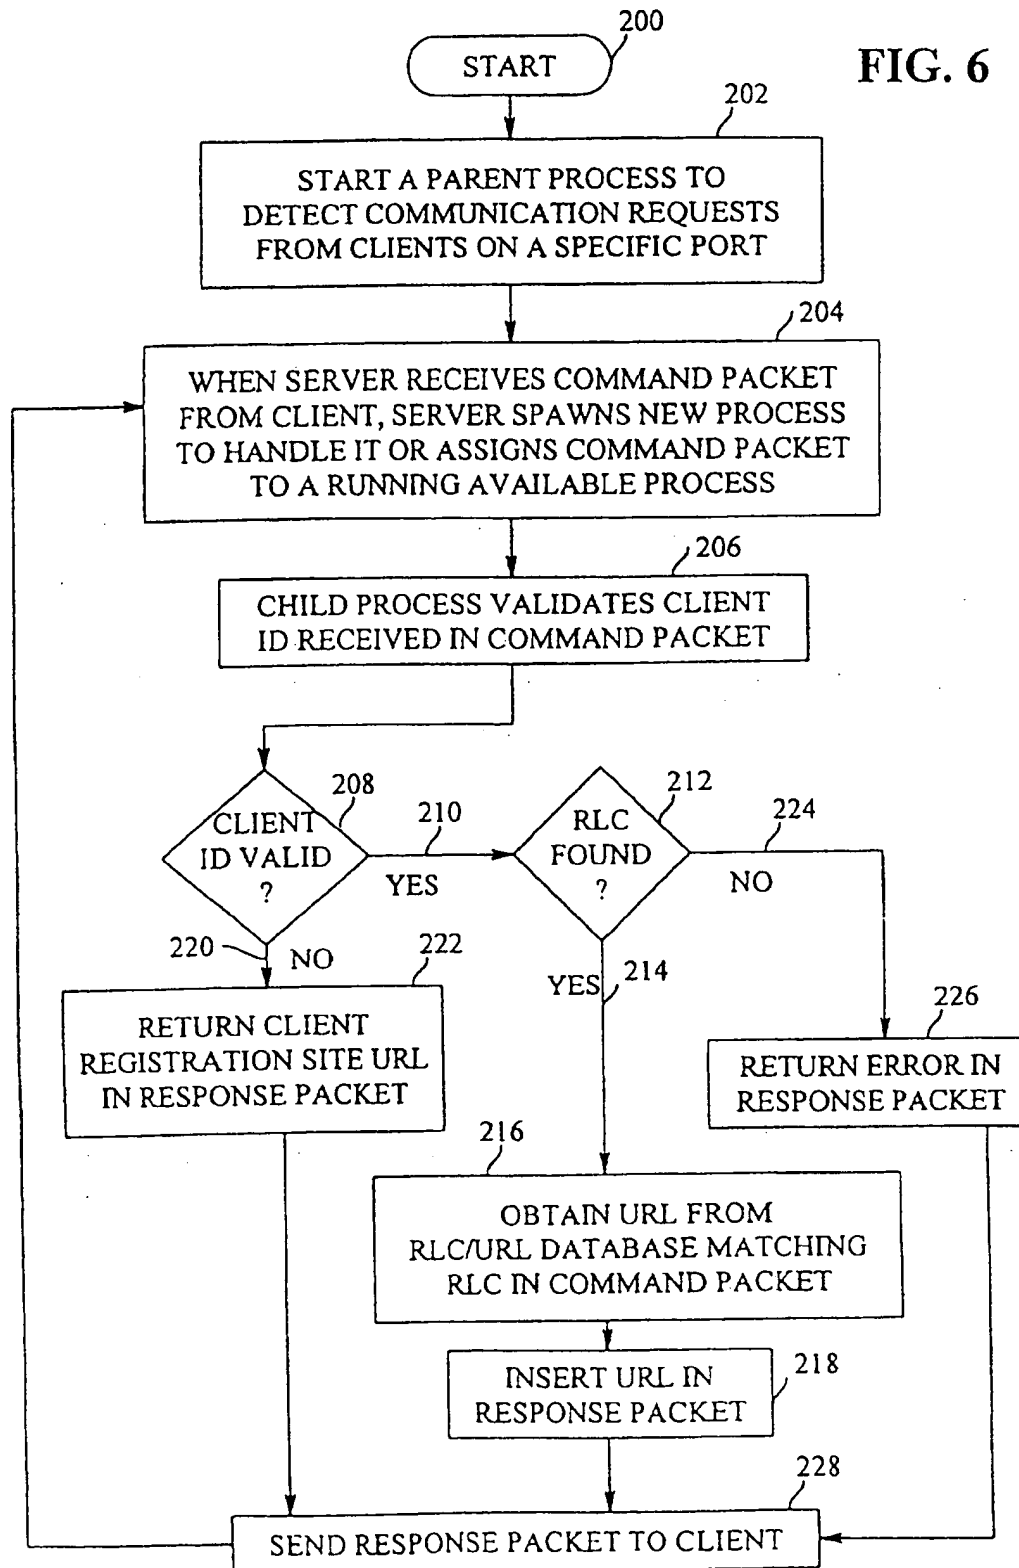 200
START
FIG. 6
202
START A PARENT PROCESS TO
DETECT COMMUNICATION REQUESTS
FROM CLIENTS ON A SPECIFIC PORT
204
WHEN SERVER RECEIVES COMMAND PACKET
FROM CLIENT, SERVER SPAWNS NEW PROCESS
TO HANDLE IT OR ASSIGNS COMMAND PACKET
TO A RUNNING AVAILABLE PROCESS
206
CHILD PROCESS VALIDATES CLIENT
ID RECEIVED IN COMMAND PACKET
208
CLIENT
ID VALID
?
210
YES
212
RLC
FOUND
?
224
NO
220
NO
222
RETURN CLIENT
REGISTRATION SITE URL
IN RESPONSE PACKET
YES
214
226
RETURN ERROR IN
RESPONSE PACKET
216
OBTAIN URL FROM
RLC/URL DATABASE MATCHING
RLC IN COMMAND PACKET
218
INSERT URL IN
RESPONSE PACKET
228
SEND RESPONSE PACKET TO CLIENT